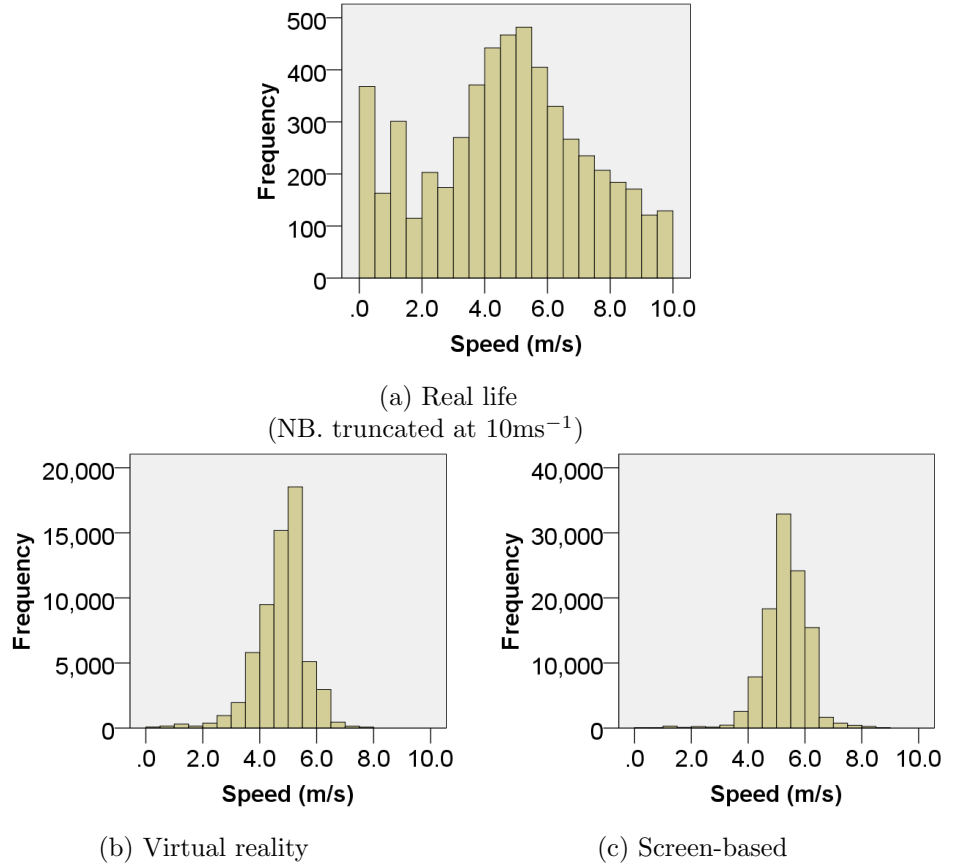 500
400
300
200
100
0
Frequency
.0 2.0 4.0 6.0 8.0 10.0
Speed (m/s)
(a) Real life
(NB. truncated at 10ms⁻¹)
20,000
15,000
10,000
5,000
0
Frequency
.0 2.0 4.0 6.0 8.0 10.0
Speed (m/s)
(b) Virtual reality
40,000
30,000
20,000
10,000
0
Frequency
.0 2.0 4.0 6.0 8.0 10.0
Speed (m/s)
(c) Screen-based